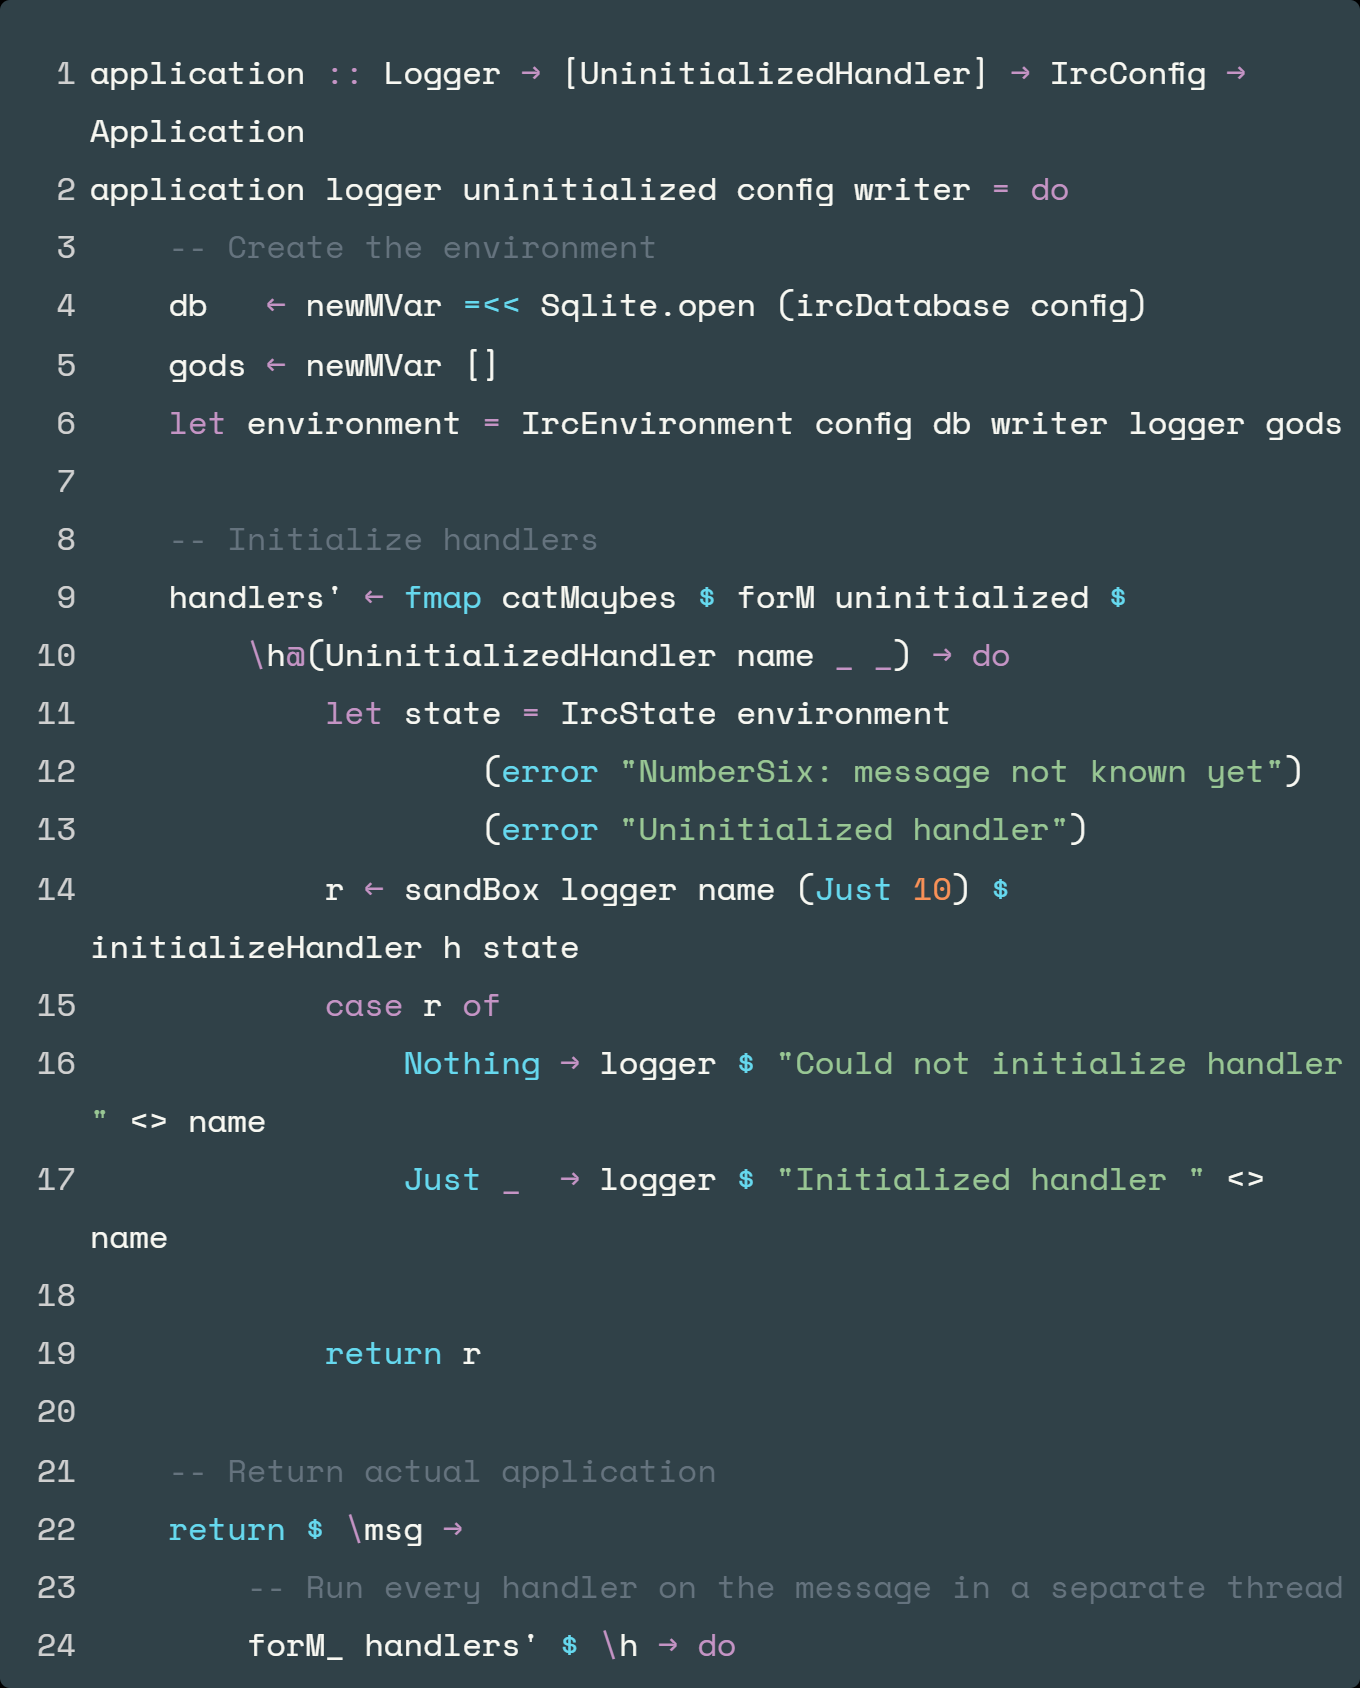 1 application :: Logger → [UninitializedHandler] → IrcConfig →
Application
2 application logger uninitialized config writer = do
3     -- Create the environment
4     db   ← newMVar =<< Sqlite.open (ircDatabase config)
5     gods ← newMVar []
6     let environment = IrcEnvironment config db writer logger gods
7
8     -- Initialize handlers
9     handlers' ← fmap catMaybes $ forM uninitialized $
10         \h@(UninitializedHandler name _ _) → do
11             let state = IrcState environment
12                     (error "NumberSix: message not known yet")
13                     (error "Uninitialized handler")
14             r ← sandBox logger name (Just 10) $
initializeHandler h state
15             case r of
16                 Nothing → logger $ "Could not initialize handler
" <> name
17                 Just _  → logger $ "Initialized handler " <>
name
18
19             return r
20
21     -- Return actual application
22     return $ \msg →
23         -- Run every handler on the message in a separate thread
24         forM_ handlers' $ \h → do